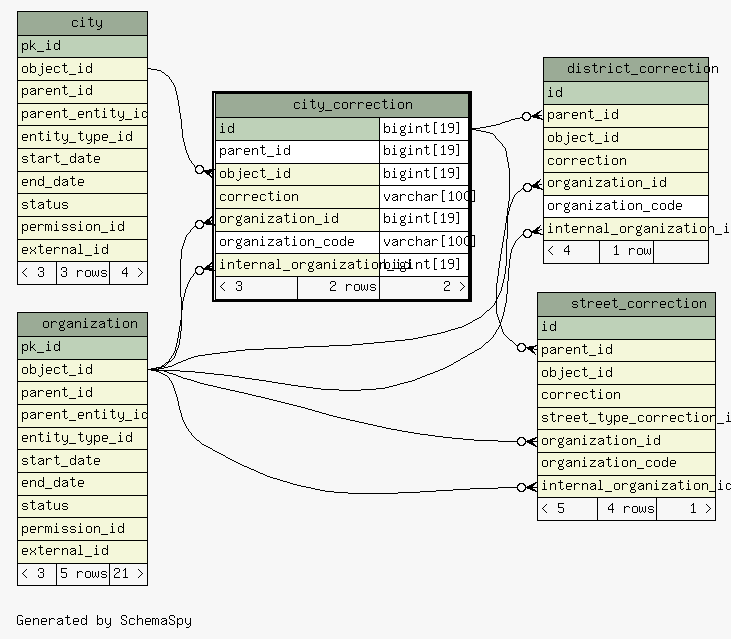 city
pk_id
object_id
parent_id
parent_entity_id
entity_type_id
start_date
end_date
status
permission_id
external_id
< 3 3 rows 4 >
organization
pk_id
object_id
parent_id
parent_entity_id
entity_type_id
start_date
end_date
status
permission_id
external_id
< 3 5 rows 21 >
city_correction
id bigint[19]
parent_id bigint[19]
object_id bigint[19]
correction varchar[100]
organization_id bigint[19]
organization_code varchar[100]
internal_organization_id bigint[19]
< 3 2 rows 2 >
district_correction
id
parent_id
object_id
correction
organization_id
organization_code
internal_organization_i
< 4 1 row
street_correction
id
parent_id
object_id
correction
street_type_correction_i
organization_id
organization_code
internal_organization_id
< 5 4 rows 1 >
Generated by SchemaSpy